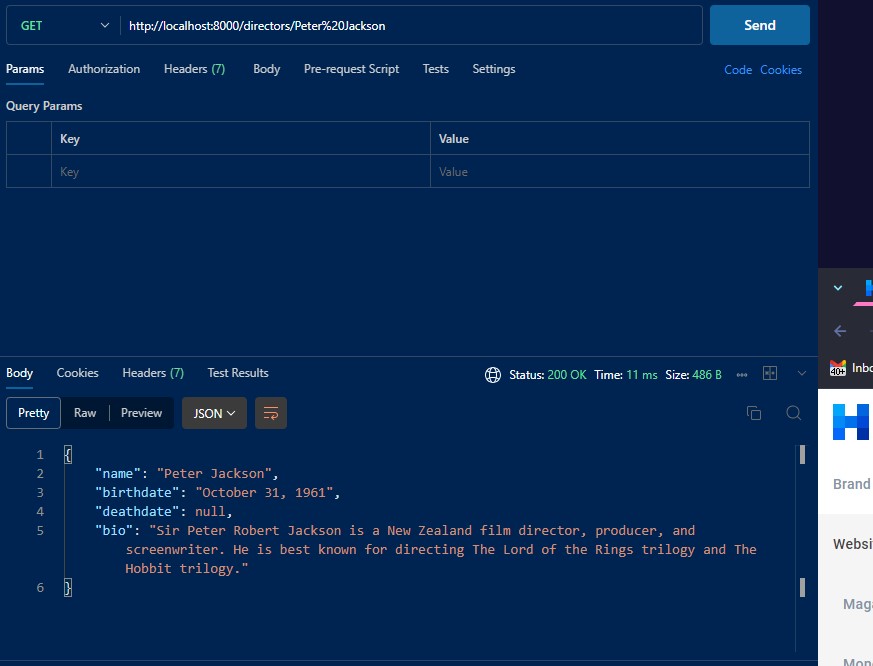 GET http://localhost:8000/directors/Peter%20Jackson Send
Params Authorization Headers (7) Body Pre-request Script Tests Settings Code Cookies
Query Params
Key Value
Key Value
Body Cookies Headers (7) Test Results Status: 200 OK Time: 11 ms Size: 486 B
Pretty Raw Preview JSON
1 {
2 "name": "Peter Jackson",
3 "birthdate": "October 31, 1961",
4 "deathdate": null,
5 "bio": "Sir Peter Robert Jackson is a New Zealand film director, producer, and
screenwriter. He is best known for directing The Lord of the Rings trilogy and The
Hobbit trilogy."
6 }
40+ Inbo
Brand
Websi
Maga